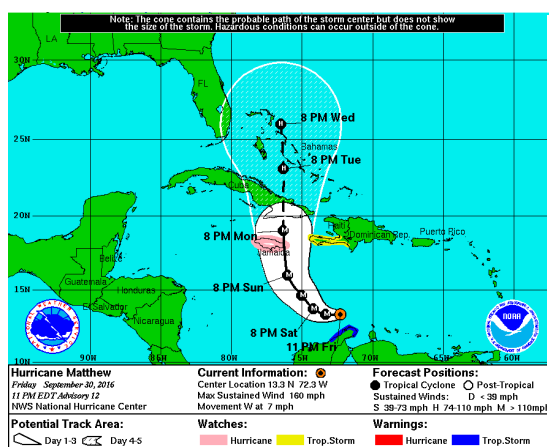 Note: The cone contains the probable path of the storm center but does not show
the size of the storm. Hazardous conditions can occur outside of the cone.
LA
30N
FL
8 PM Wed
25N
Bahamas
8 PM Tue
Cuba
20N
8 PM Mon
Haiti
Dominican Rep.
Puerto Rico
Jamaica
Belize
8 PM Sun
15N
Guatemala
Honduras
El Salvador
Nicaragua
NOAA
8 PM Sat
11 PM Fri
10N
90W
85W
80W
75W
70W
65W
60W
Hurricane Matthew
Friday September 30, 2016
11 PM EDT Advisory 12
NWS National Hurricane Center
Current Information:
Center Location 13.3 N 72.3 W
Max Sustained Wind 160 mph
Movement W at 7 mph
Forecast Positions:
Tropical Cyclone Post-Tropical
Sustained Winds: D < 39 mph
S 39-73 mph H 74-110 mph M > 110mph
Potential Track Area:
Day 1-3 Day 4-5
Watches:
Hurricane Trop.Storm
Warnings:
Hurricane Trop.Storm